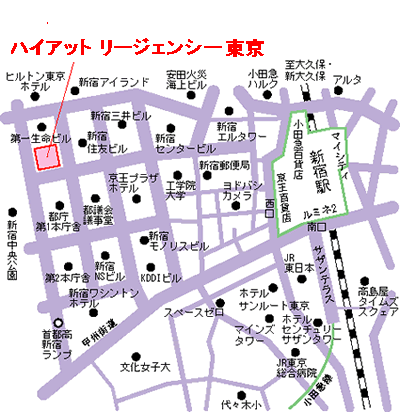 ハイアット リージェンシー 東京
至大久保・
新大久保
ヒルトン東京
ホテル
新宿アイランド
安田火災
海上ビル
小田急
ハルク
アルタ
新宿三井ビル
第一生命ビル
新宿
住友ビル
新宿
センタービル
新宿
エルタワー
小田急百貨店
マイシティ
新宿駅
京王百貨店
新宿郵便局
京王プラザ
ホテル
工学院
大学
ヨドバシ
カメラ
西口
ルミネ2
南口
新宿中央公園
都庁
第1本庁舎
都議会
議事堂
新宿
モノリスビル
サザンテラス
JR
東日本
第2本庁舎
新宿
NSビル
KDDIビル
高島屋
タイムズ
スクェア
新宿ワシントン
ホテル
ホテル
サンルート東京
スペースゼロ
首都高
新宿
ランプ
甲州街道
マインズ
タワー
ホテル
センチュリー
サザンタワー
文化女子大
JR東京
総合病院
小田急線
代々木小